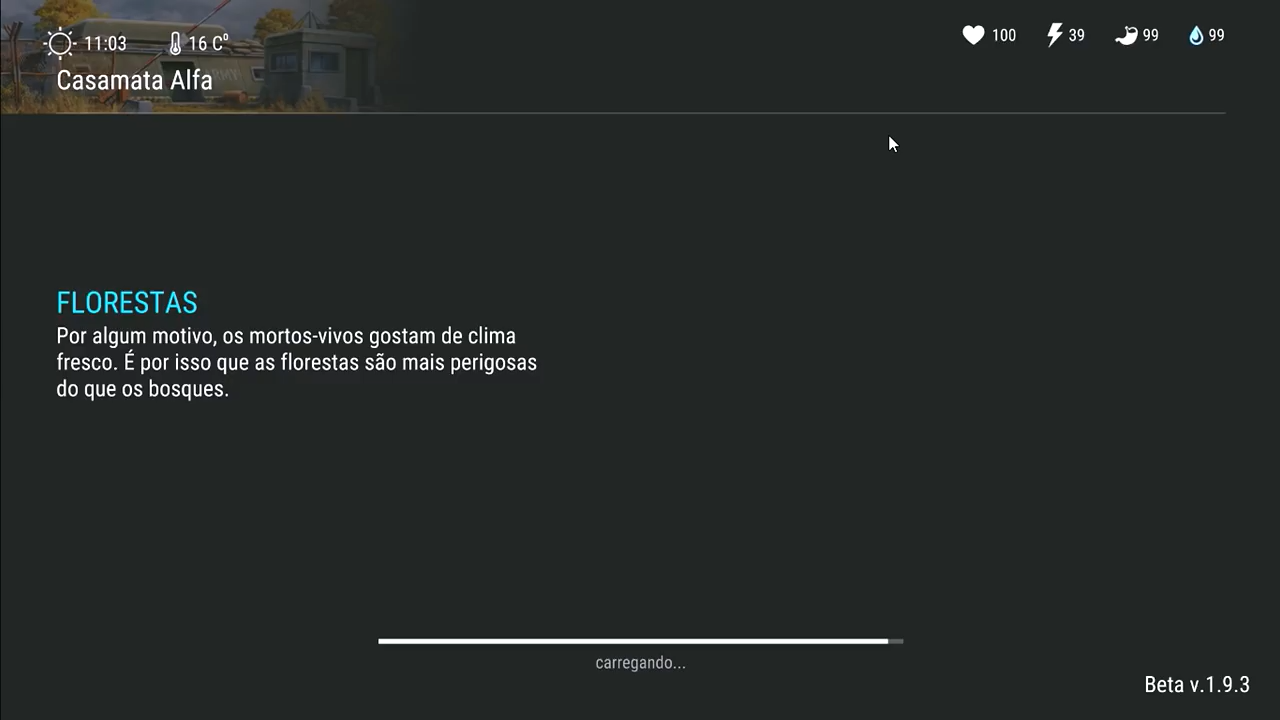 11:03
16 Cº
100
39
99
99
Casamata Alfa
FLORESTAS
Por algum motivo, os mortos-vivos gostam de clima
fresco. É por isso que as florestas são mais perigosas
do que os bosques.
carregando...
Beta v.1.9.3